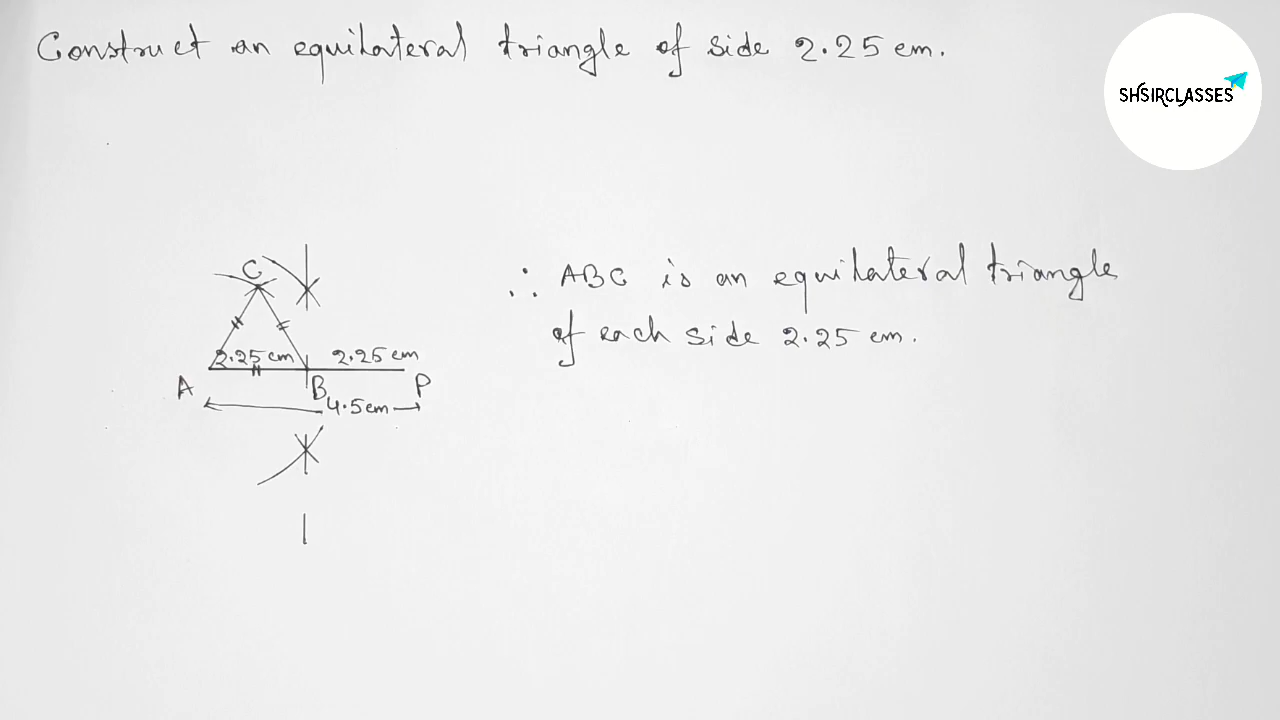 Construct an equilateral triangle of side 2.25 cm.
SHSIRCLASSES
C
∴ ABC is an equilateral triangle
of each side 2.25 cm.
2.25 cm 2.25 cm
A B P
4.5 cm